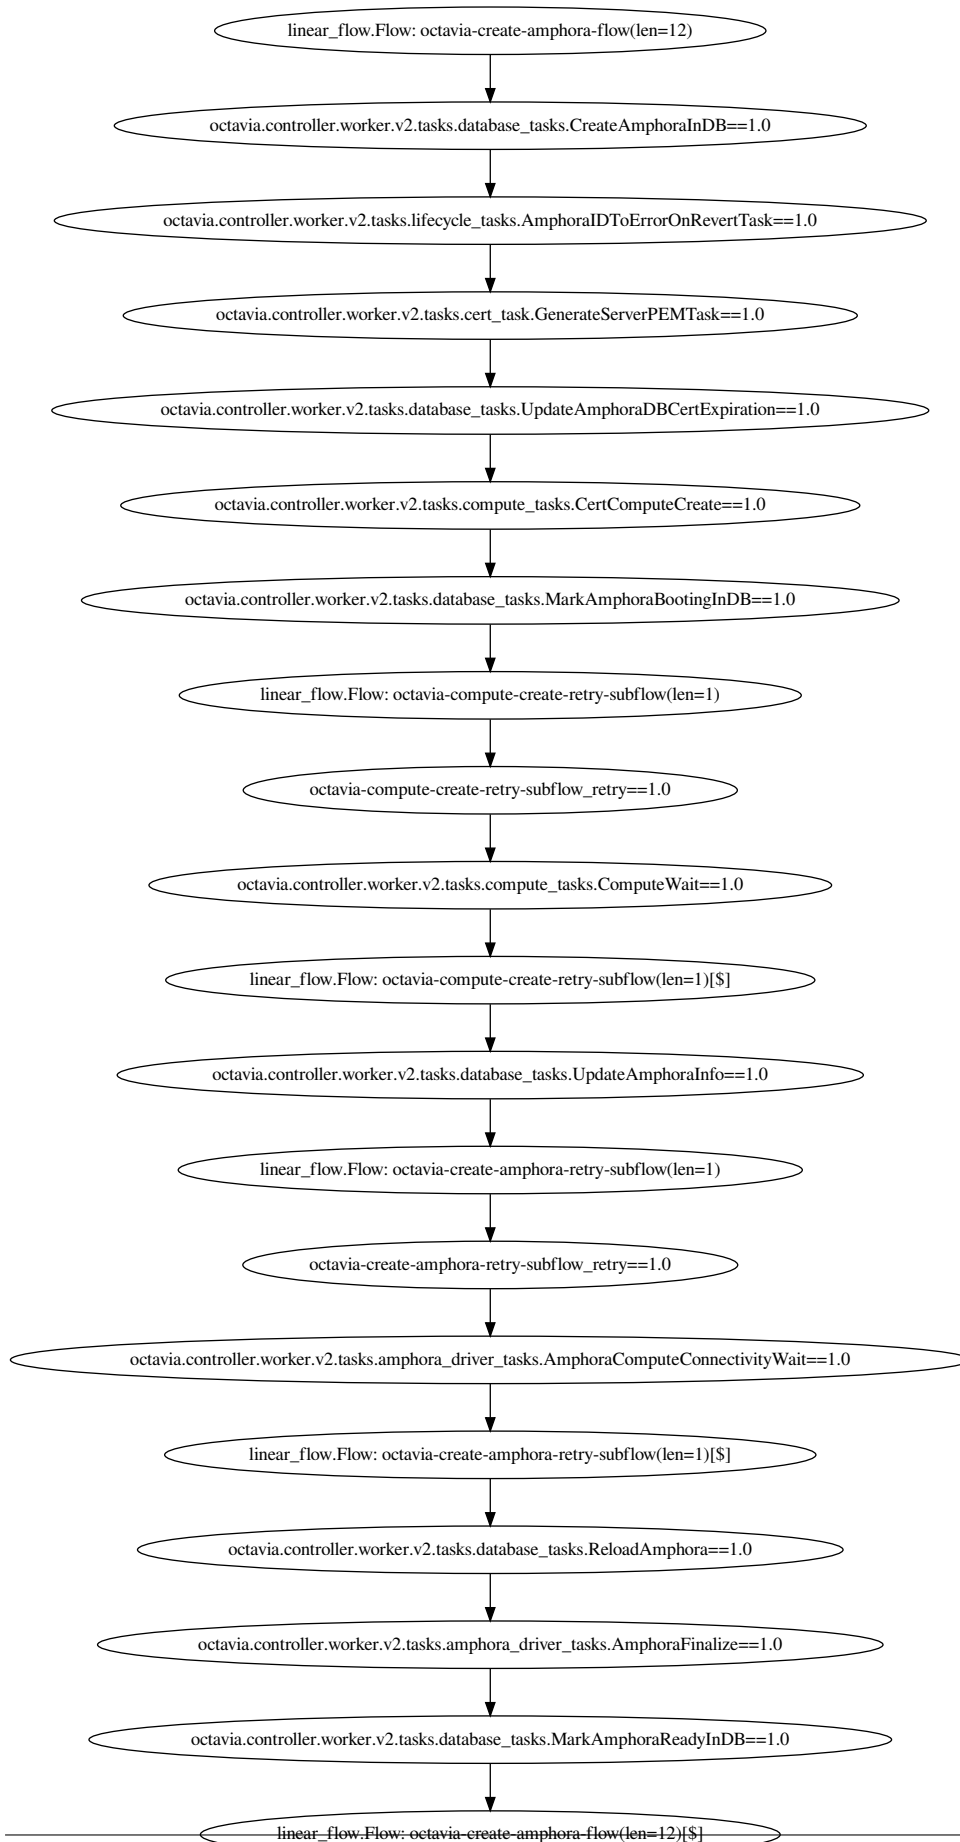 linear_flow.Flow: octavia-create-amphora-flow(len=12)
octavia.controller.worker.v2.tasks.database_tasks.CreateAmphoraInDB==1.0
octavia.controller.worker.v2.tasks.lifecycle_tasks.AmphoraIDToErrorOnRevertTask==1.0
octavia.controller.worker.v2.tasks.cert_task.GenerateServerPEMTask==1.0
octavia.controller.worker.v2.tasks.database_tasks.UpdateAmphoraDBCertExpiration==1.0
octavia.controller.worker.v2.tasks.compute_tasks.CertComputeCreate==1.0
octavia.controller.worker.v2.tasks.database_tasks.MarkAmphoraBootingInDB==1.0
linear_flow.Flow: octavia-compute-create-retry-subflow(len=1)
octavia-compute-create-retry-subflow_retry==1.0
octavia.controller.worker.v2.tasks.compute_tasks.ComputeWait==1.0
linear_flow.Flow: octavia-compute-create-retry-subflow(len=1)[$]
octavia.controller.worker.v2.tasks.database_tasks.UpdateAmphoraInfo==1.0
linear_flow.Flow: octavia-create-amphora-retry-subflow(len=1)
octavia-create-amphora-retry-subflow_retry==1.0
octavia.controller.worker.v2.tasks.amphora_driver_tasks.AmphoraComputeConnectivityWait==1.0
linear_flow.Flow: octavia-create-amphora-retry-subflow(len=1)[$]
octavia.controller.worker.v2.tasks.database_tasks.ReloadAmphora==1.0
octavia.controller.worker.v2.tasks.amphora_driver_tasks.AmphoraFinalize==1.0
octavia.controller.worker.v2.tasks.database_tasks.MarkAmphoraReadyInDB==1.0
linear_flow.Flow: octavia-create-amphora-flow(len=12)[$]